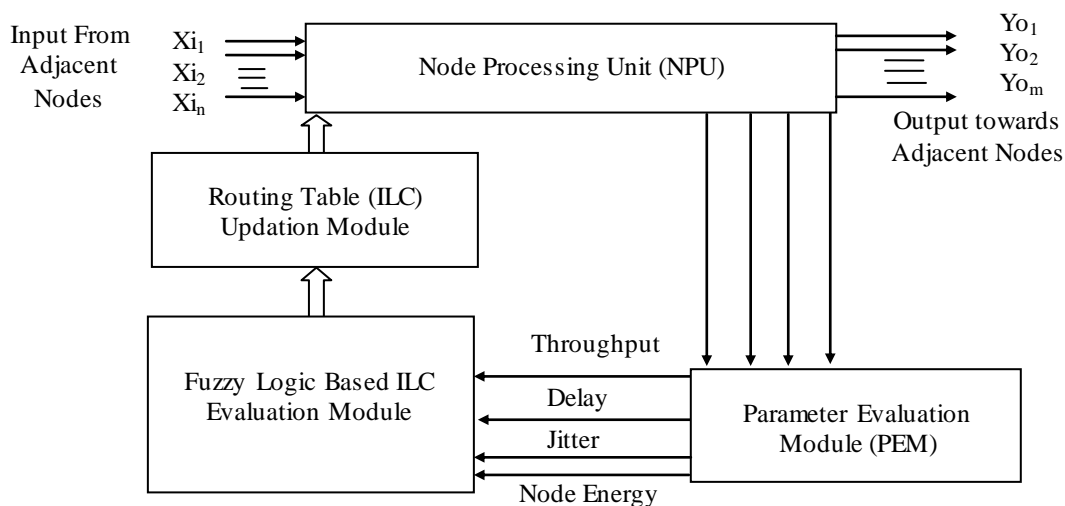 Input From
Adjacent
Nodes
Xi₁
Xi₂
Xiₙ
Node Processing Unit (NPU)
Yo₁
Yo₂
Yoₘ
Output towards
Adjacent Nodes
Routing Table (ILC)
Updation Module
Fuzzy Logic Based ILC
Evaluation Module
Throughput
Delay
Jitter
Node Energy
Parameter Evaluation
Module (PEM)